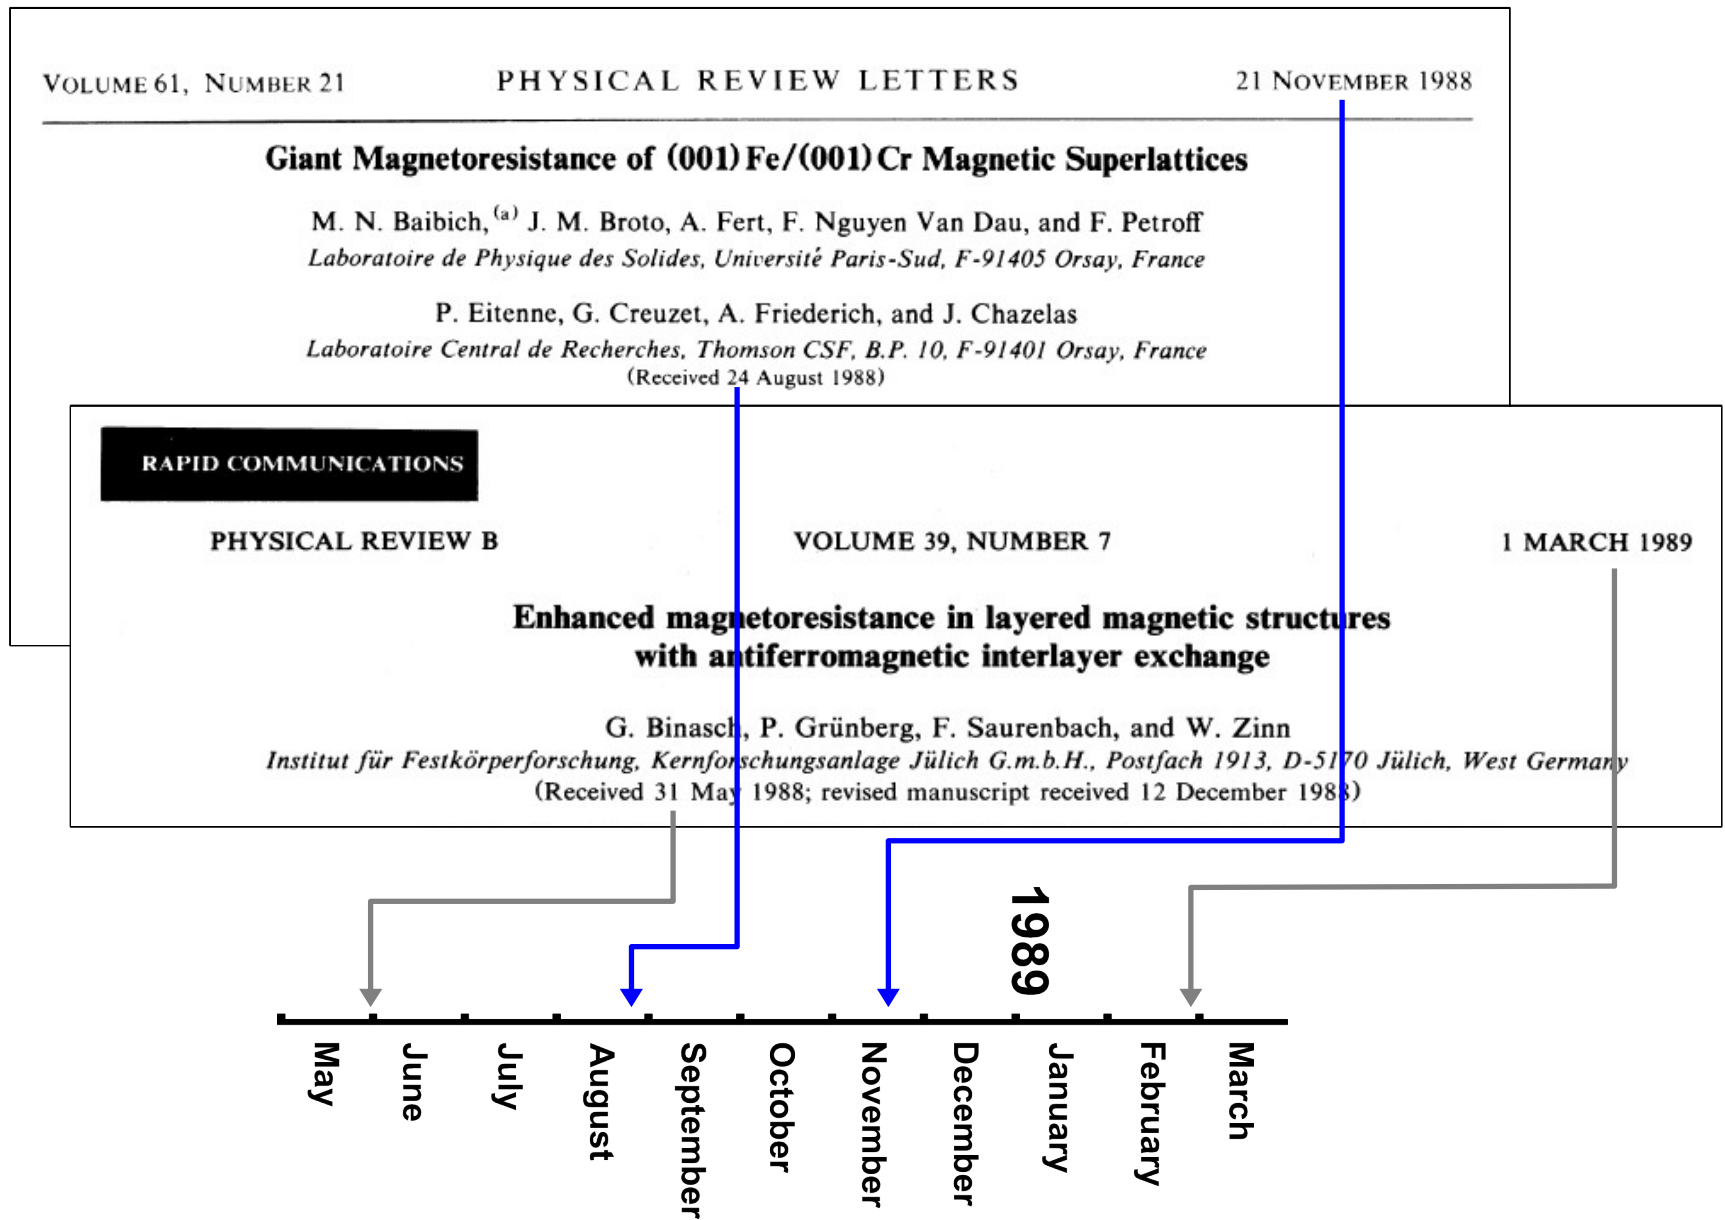 VOLUME 61, NUMBER 21 PHYSICAL REVIEW LETTERS 21 NOVEMBER 1988
Giant Magnetoresistance of (001)Fe/(001)Cr Magnetic Superlattices
M. N. Baibich, (a) J. M. Broto, A. Fert, F. Nguyen Van Dau, and F. Petroff
Laboratoire de Physique des Solides, Université Paris-Sud, F-91405 Orsay, France
P. Eitenne, G. Creuzet, A. Friederich, and J. Chazelas
Laboratoire Central de Recherches, Thomson CSF, B.P. 10, F-91401 Orsay, France
(Received 24 August 1988)
RAPID COMMUNICATIONS
PHYSICAL REVIEW B VOLUME 39, NUMBER 7 1 MARCH 1989
Enhanced magnetoresistance in layered magnetic structures
with antiferromagnetic interlayer exchange
G. Binasch, P. Grünberg, F. Saurenbach, and W. Zinn
Institut für Festkörperforschung, Kernforschungsanlage Jülich G.m.b.H., Postfach 1913, D-5170 Jülich, West Germany
(Received 31 May 1988; revised manuscript received 12 December 1988)
1989
May
June
July
August
September
October
November
December
January
February
March